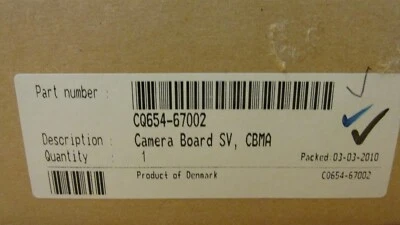 Part number :
CQ654-67002
Description : Camera Board SV, CBMA
Quantity : 1 Packed 03-03-2010
Product of Denmark CQ654-67002